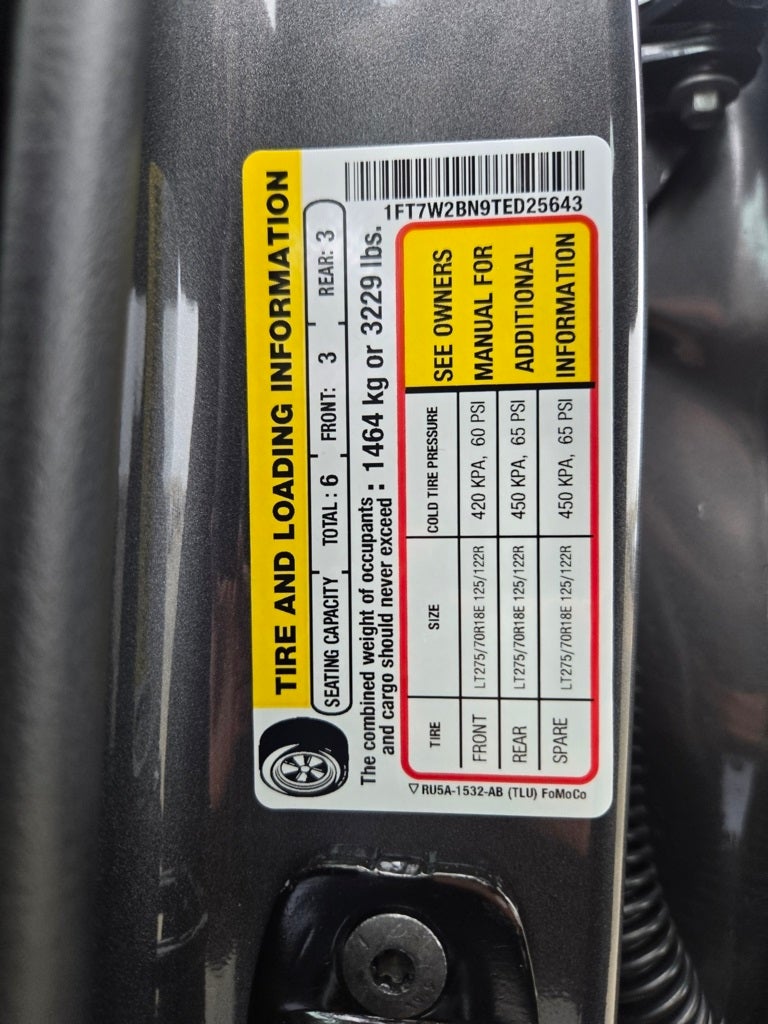 TIRE AND LOADING INFORMATION
SEATING CAPACITY TOTAL : 6 FRONT: 3 REAR: 3
The combined weight of occupants
and cargo should never exceed : 1464 kg or 3229 lbs.
1FT7W2BN9TED25643
TIRE SIZE COLD TIRE PRESSURE
FRONT LT275/70R18E 125/122R 420 KPA, 60 PSI
REAR LT275/70R18E 125/122R 450 KPA, 65 PSI
SPARE LT275/70R18E 125/122R 450 KPA, 65 PSI
SEE OWNERS
MANUAL FOR
ADDITIONAL
INFORMATION
▽ RU5A-1532-AB (TLU) FoMoCo